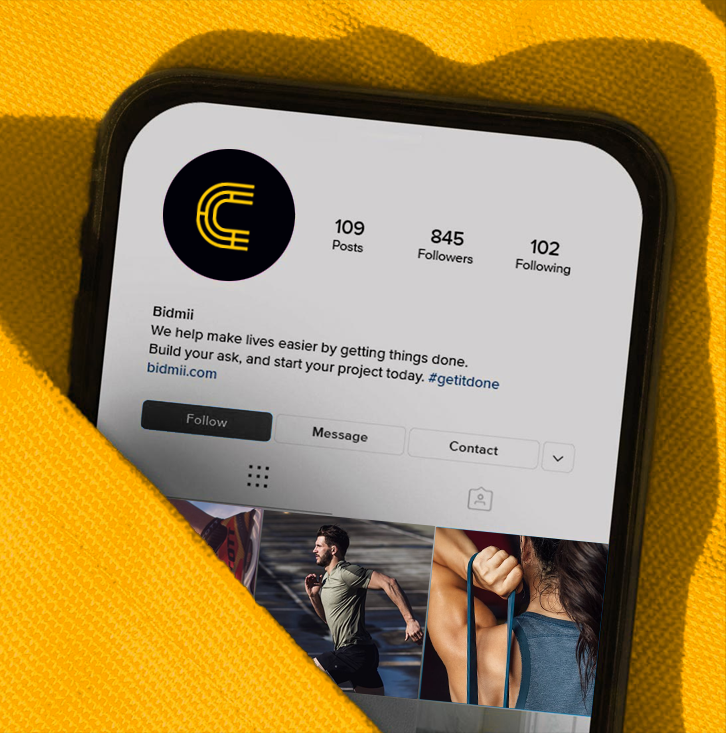 109
Posts
845
Followers
102
Following
Bidmii
We help make lives easier by getting things done.
Build your ask, and start your project today. #getitdone
bidmii.com
Follow
Message
Contact